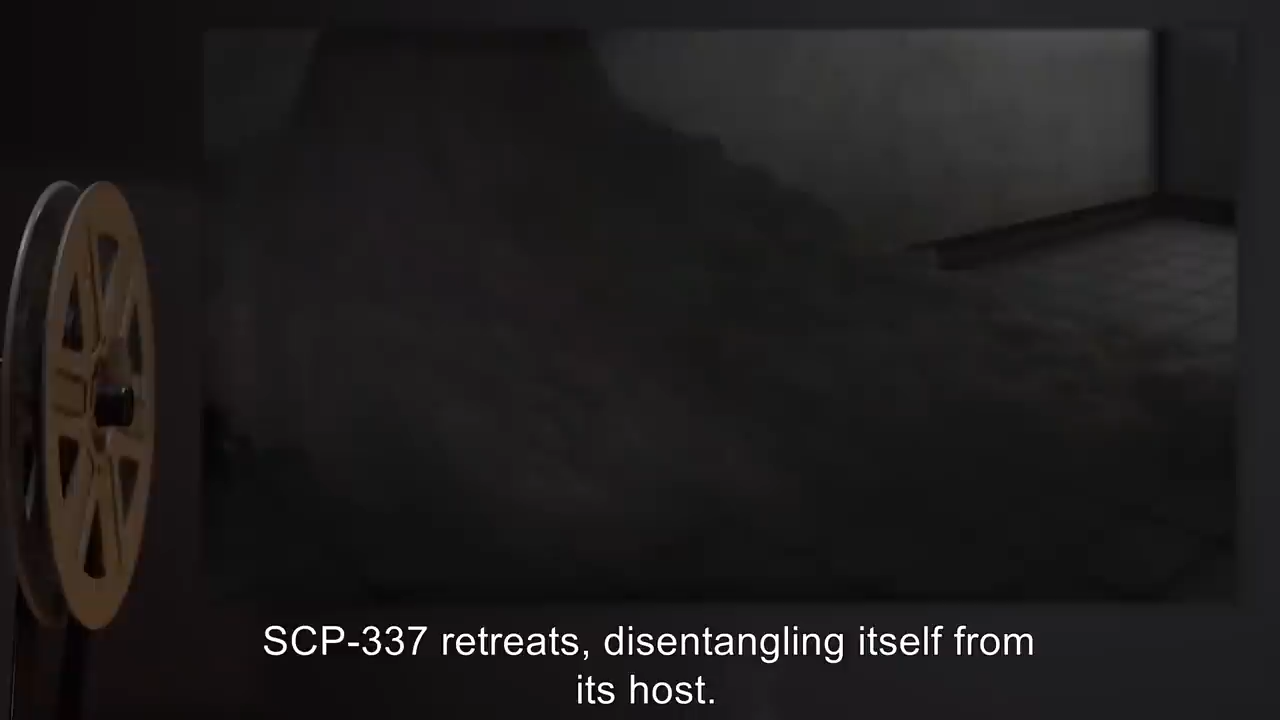 SCP-337 retreats, disentangling itself from
its host.